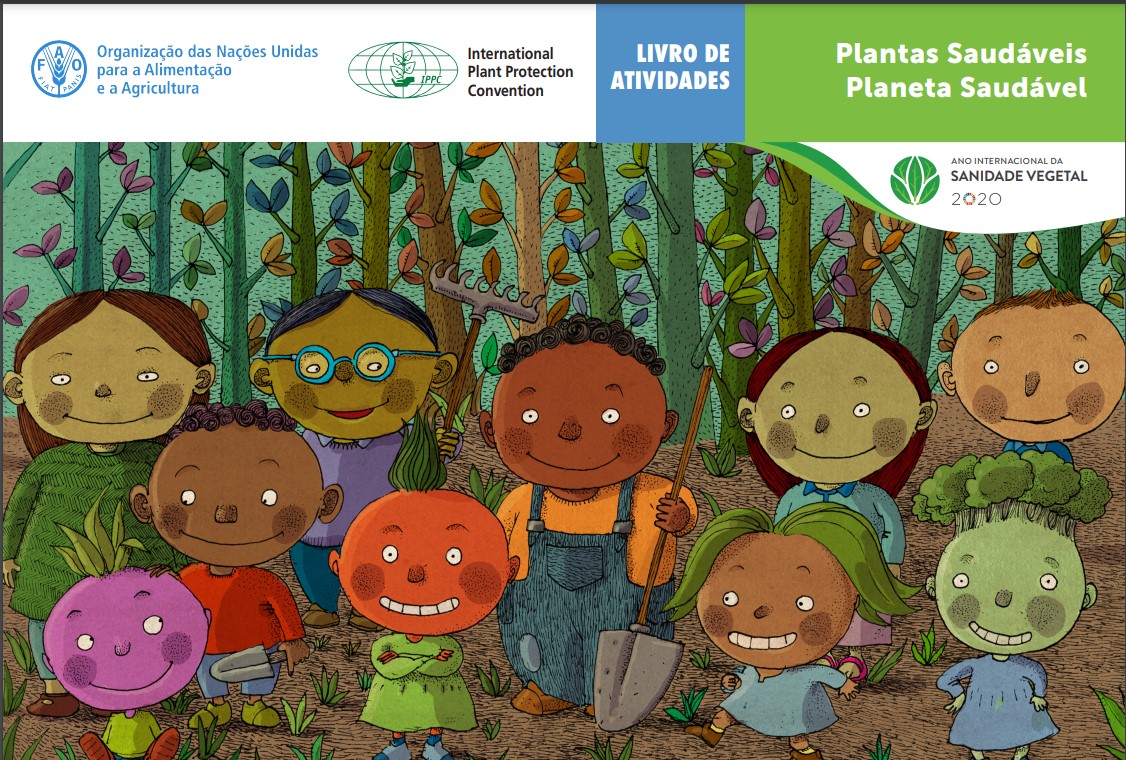 FAO
FIAT PANIS
Organização das Nações Unidas
para a Alimentação
e a Agricultura
IPPC
International
Plant Protection
Convention
LIVRO DE
ATIVIDADES
Plantas Saudáveis
Planeta Saudável
ANO INTERNACIONAL DA
SANIDADE VEGETAL
2020